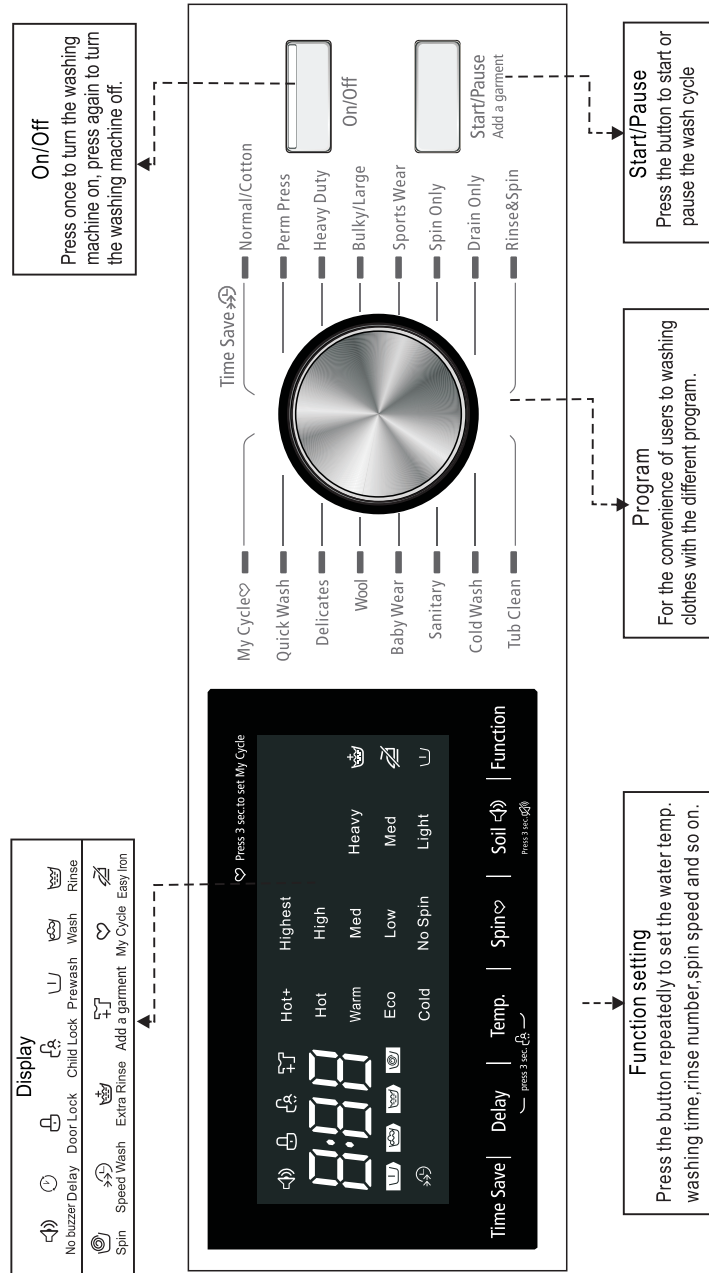 Display
No buzzer Delay Door Lock Child Lock Prewash Wash Rinse
Spin Speed Wash Extra Rinse Add a garment My Cycle Easy Iron
On/Off
Press once to turn the washing
machine on, press again to turn
the washing machine off.
♡ Press 3 sec.to set My Cycle
Hot+ Highest
Hot High
Warm Med Heavy
Eco Low Med
Cold No Spin Light
8:88
Time Save | Delay | Temp. | Spin♡ | Soil | Function
press 3 sec.
Press 3 sec.
My Cycle♡
Quick Wash
Delicates
Wool
Baby Wear
Sanitary
Cold Wash
Tub Clean
Time Save
Normal/Cotton
Perm Press
Heavy Duty
Bulky/Large
Sports Wear
Spin Only
Drain Only
Rinse&Spin
On/Off
Start/Pause
Add a garment
Function setting
Press the button repeatedly to set the water temp.
washing time,rinse number,spin speed and so on.
Program
For the convenience of users to washing
clothes with the different program.
Start/Pause
Press the button to start or
pause the wash cycle